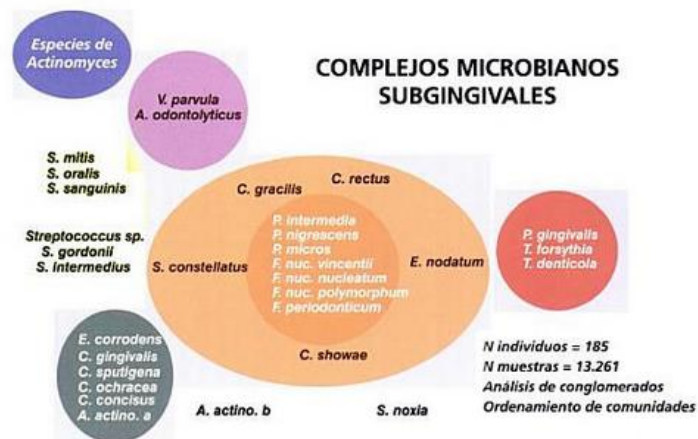 Especies de
Actinomyces
COMPLEJOS MICROBIANOS
SUBGINGIVALES
V. parvula
A. odontolyticus
S. mitis
S. oralis
S. sanguinis
Streptococcus sp.
S. gordonii
S. intermedius
C. gracilis
C. rectus
S. constellatus
P. intermedia
P. nigrescens
P. micros
F. nuc. vincentii
F. nuc. nucleatum
F. nuc. polymorphum
F. periodonticum
E. nodatum
C. showae
P. gingivalis
T. forsythia
T. denticola
E. corrodens
C. gingivalis
C. sputigena
C. ochracea
C. concisus
A. actino. a
A. actino. b
S. noxia
N individuos = 185
N muestras = 13.261
Análisis de conglomerados
Ordenamiento de comunidades